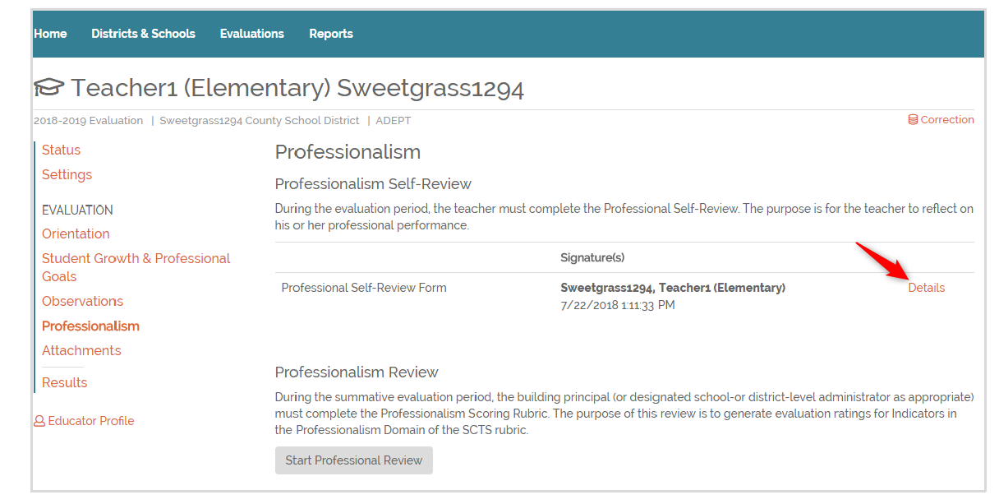 Home Districts & Schools Evaluations Reports
Teacher1 (Elementary) Sweetgrass1294
2018-2019 Evaluation | Sweetgrass1294 County School District | ADEPT
Correction
Status
Settings
EVALUATION
Orientation
Student Growth & Professional
Goals
Observations
Professionalism
Attachments
Results
Educator Profile
Professionalism
Professionalism Self-Review
During the evaluation period, the teacher must complete the Professional Self-Review. The purpose is for the teacher to reflect on
his or her professional performance.
Signature(s)
Professional Self-Review Form Sweetgrass1294, Teacher1 (Elementary) Details
7/22/2018 1:11:33 PM
Professionalism Review
During the summative evaluation period, the building principal (or designated school-or district-level administrator as appropriate)
must complete the Professionalism Scoring Rubric. The purpose of this review is to generate evaluation ratings for Indicators in
the Professionalism Domain of the SCTS rubric.
Start Professional Review